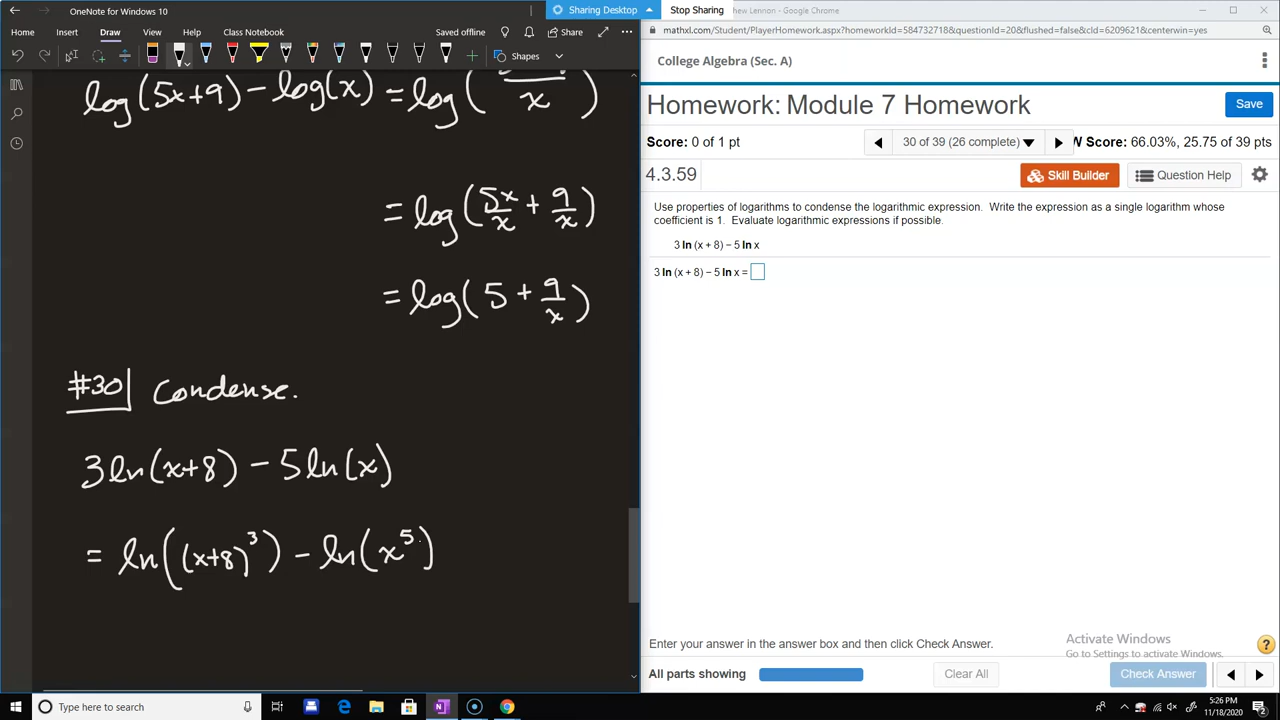 OneNote for Windows 10
Sharing Desktop
Stop Sharing
hew Lennon - Google Chrome
Home Insert Draw View Help Class Notebook Saved offline Share
mathxl.com/Student/PlayerHomework.aspx?homeworkId=584732718&questionId=20&flushed=false&cId=6209621&centerwin=yes
Shapes
College Algebra (Sec. A)
log(5x+9) - log(x) = log( x )
Homework: Module 7 Homework
Save
Score: 0 of 1 pt
30 of 39 (26 complete)
W Score: 66.03%, 25.75 of 39 pts
4.3.59
Skill Builder
Question Help
= log(5x/x + 9/x)
= log(5 + 9/x)
Use properties of logarithms to condense the logarithmic expression. Write the expression as a single logarithm whose
coefficient is 1. Evaluate logarithmic expressions if possible.
3 ln (x + 8) − 5 ln x
3 ln (x + 8) − 5 ln x =
#30 Condense.
3ln(x+8) - 5ln(x)
= ln((x+8)³) - ln(x⁵)
Enter your answer in the answer box and then click Check Answer.
Activate Windows
Go to Settings to activate Windows.
All parts showing
Clear All
Check Answer
Type here to search
5:26 PM
11/18/2020
2